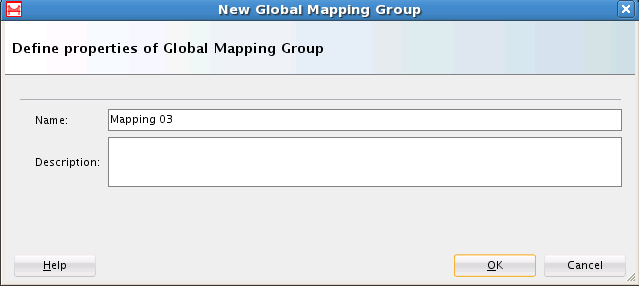 New Global Mapping Group
Define properties of Global Mapping Group
Name: Mapping 03
Description:
Help OK Cancel